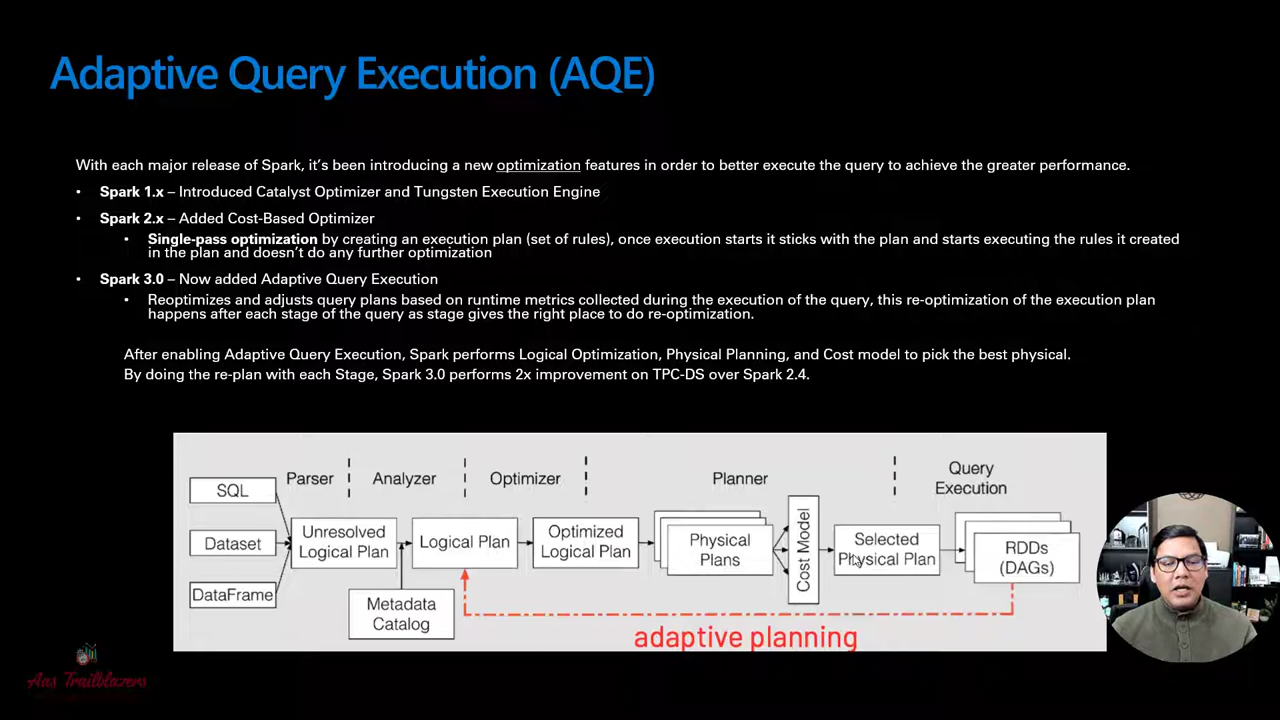 Adaptive Query Execution (AQE)
With each major release of Spark, it's been introducing a new optimization features in order to better execute the query to achieve the greater performance.
• Spark 1.x – Introduced Catalyst Optimizer and Tungsten Execution Engine
• Spark 2.x – Added Cost-Based Optimizer
• Single-pass optimization by creating an execution plan (set of rules), once execution starts it sticks with the plan and starts executing the rules it created
in the plan and doesn't do any further optimization
• Spark 3.0 – Now added Adaptive Query Execution
• Reoptimizes and adjusts query plans based on runtime metrics collected during the execution of the query, this re-optimization of the execution plan
happens after each stage of the query as stage gives the right place to do re-optimization.
After enabling Adaptive Query Execution, Spark performs Logical Optimization, Physical Planning, and Cost model to pick the best physical.
By doing the re-plan with each Stage, Spark 3.0 performs 2x improvement on TPC-DS over Spark 2.4.
Parser
Analyzer
Optimizer
Planner
Query
Execution
SQL
Dataset
DataFrame
Unresolved
Logical Plan
Metadata
Catalog
Logical Plan
Optimized
Logical Plan
Physical
Plans
Cost Model
Selected
Physical Plan
RDDs
(DAGs)
adaptive planning
Aas Trailblazers